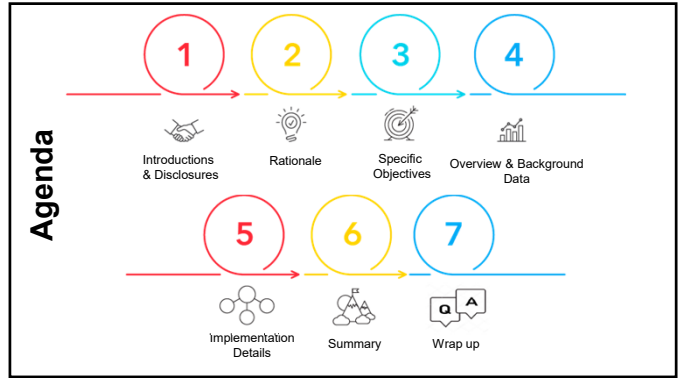 Agenda
1
2
3
4
Introductions
& Disclosures
Rationale
Specific
Objectives
Overview & Background
Data
5
6
7
Q
A
Implementation
Details
Summary
Wrap up